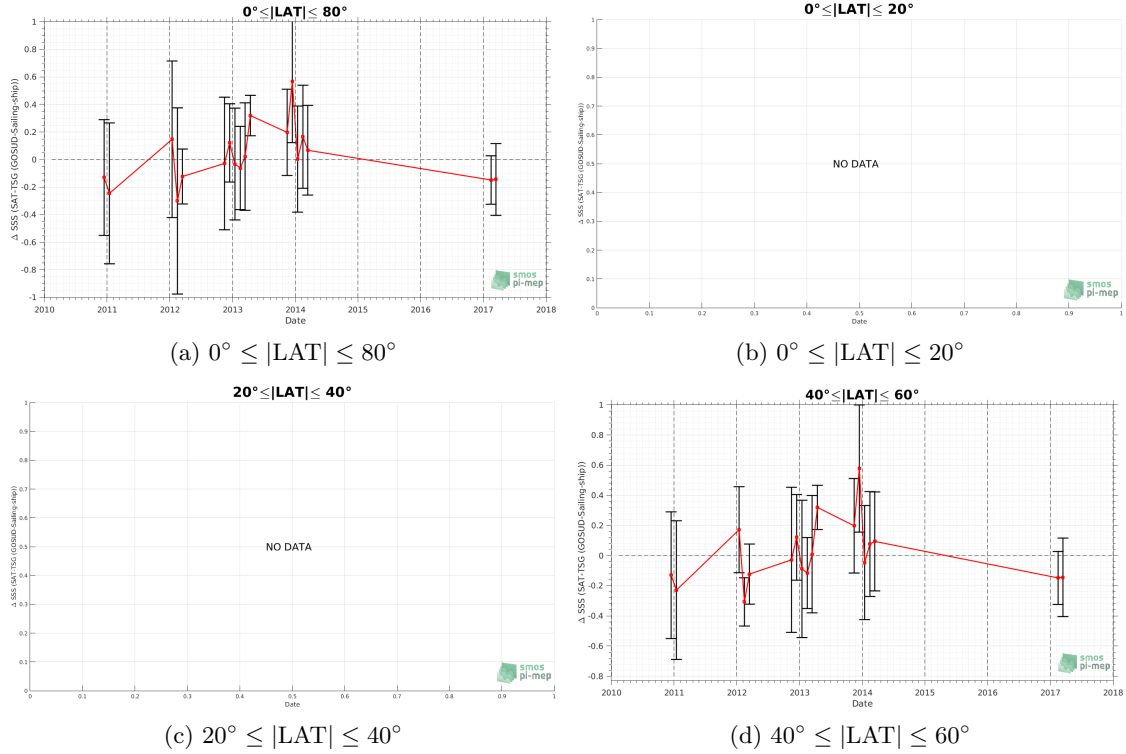 0°≤|LAT|≤ 80°
Δ SSS (SAT-TSG (GOSUD-Sailing-ship))
1
0.8
0.6
0.4
0.2
0
-0.2
-0.4
-0.6
-0.8
-1
2010 2011 2012 2013 2014 2015 2016 2017 2018
Date
smos
pi-mep
(a) 0° ≤ |LAT| ≤ 80°
0°≤|LAT|≤ 20°
Δ SSS (SAT-TSG (GOSUD-Sailing-ship))
1
0.9
0.8
0.7
0.6
0.5
0.4
0.3
0.2
0.1
0
NO DATA
0 0.1 0.2 0.3 0.4 0.5 0.6 0.7 0.8 0.9 1
Date
smos
pi-mep
(b) 0° ≤ |LAT| ≤ 20°
20°≤|LAT|≤ 40°
Δ SSS (SAT-TSG (GOSUD-Sailing-ship))
1
0.9
0.8
0.7
0.6
0.5
0.4
0.3
0.2
0.1
0
NO DATA
0 0.1 0.2 0.3 0.4 0.5 0.6 0.7 0.8 0.9 1
Date
smos
pi-mep
(c) 20° ≤ |LAT| ≤ 40°
40°≤|LAT|≤ 60°
Δ SSS (SAT-TSG (GOSUD-Sailing-ship))
1
0.8
0.6
0.4
0.2
0
-0.2
-0.4
-0.6
-0.8
2010 2011 2012 2013 2014 2015 2016 2017 2018
Date
smos
pi-mep
(d) 40° ≤ |LAT| ≤ 60°